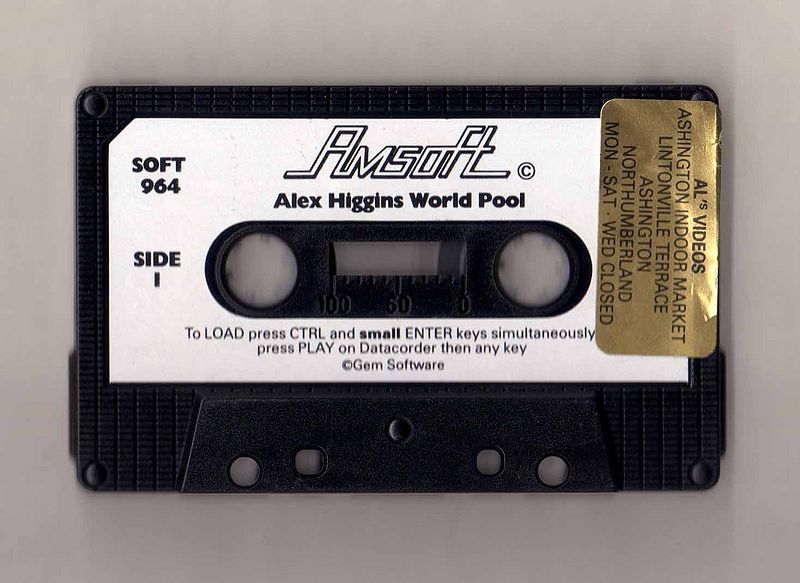 Amsoft ©
Alex Higgins World Pool
SOFT
964
SIDE
1
100 60 0
To LOAD press CTRL and small ENTER keys simultaneously
press PLAY on Datacorder then any key
©Gem Software
AL's VIDEOS
ASHINGTON INDOOR MARKET
LINTONVILLE TERRACE
ASHINGTON
NORTHUMBERLAND
MON - SAT · WED CLOSED